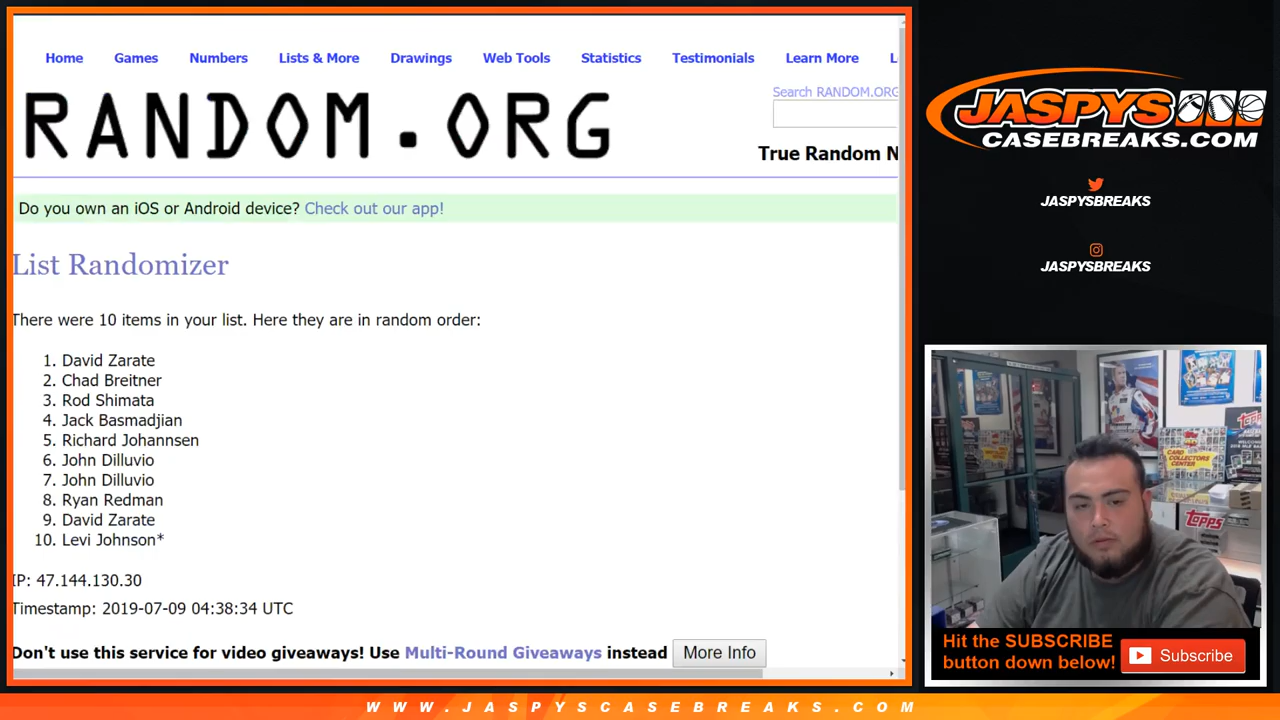 Home Games Numbers Lists & More Drawings Web Tools Statistics Testimonials Learn More
Search RANDOM.ORG
RANDOM.ORG
True Random N
Do you own an iOS or Android device? Check out our app!
List Randomizer
There were 10 items in your list. Here they are in random order:
1. David Zarate
2. Chad Breitner
3. Rod Shimata
4. Jack Basmadjian
5. Richard Johannsen
6. John Dilluvio
7. John Dilluvio
8. Ryan Redman
9. David Zarate
10. Levi Johnson*
IP: 47.144.130.30
Timestamp: 2019-07-09 04:38:34 UTC
Don't use this service for video giveaways! Use Multi-Round Giveaways instead More Info
JASPYS
CASEBREAKS.COM
JASPYSBREAKS
JASPYSBREAKS
CARD
COLLECTORS
CENTER
Topps
Hit the SUBSCRIBE
button down below!
Subscribe
WWW.JASPYSCASEBREAKS.COM